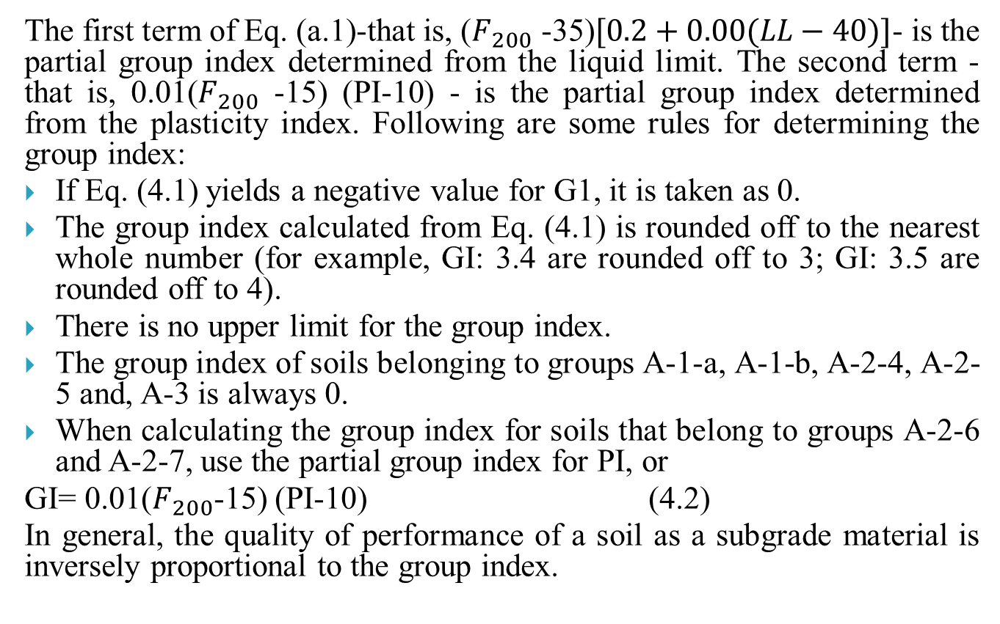 The first term of Eq. (a.1)-that is, (𝐹₂₀₀ -35)[0.2 + 0.00(𝐿𝐿 − 40)]- is the
partial group index determined from the liquid limit. The second term -
that is, 0.01(𝐹₂₀₀ -15) (PI-10) - is the partial group index determined
from the plasticity index. Following are some rules for determining the
group index:
If Eq. (4.1) yields a negative value for G1, it is taken as 0.
The group index calculated from Eq. (4.1) is rounded off to the nearest
whole number (for example, GI: 3.4 are rounded off to 3; GI: 3.5 are
rounded off to 4).
There is no upper limit for the group index.
The group index of soils belonging to groups A-1-a, A-1-b, A-2-4, A-2-
5 and, A-3 is always 0.
When calculating the group index for soils that belong to groups A-2-6
and A-2-7, use the partial group index for PI, or
GI= 0.01(𝐹₂₀₀-15) (PI-10) (4.2)
In general, the quality of performance of a soil as a subgrade material is
inversely proportional to the group index.